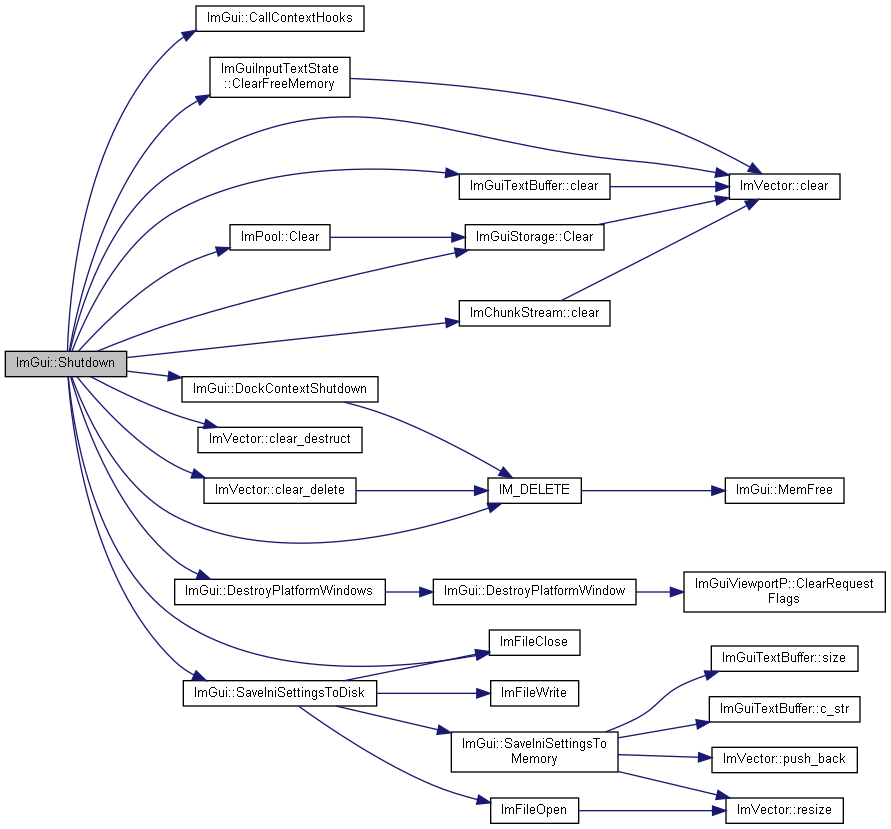 ImGui::CallContextHooks
ImGuiInputTextState
::ClearFreeMemory
ImGuiTextBuffer::clear
ImVector::clear
ImPool::Clear
ImGuiStorage::Clear
ImChunkStream::clear
ImGui::Shutdown
ImGui::DockContextShutdown
ImVector::clear_destruct
ImVector::clear_delete
IM_DELETE
ImGui::MemFree
ImGui::DestroyPlatformWindows
ImGui::DestroyPlatformWindow
ImGuiViewportP::ClearRequest
Flags
ImFileClose
ImGui::SaveIniSettingsToDisk
ImFileWrite
ImGuiTextBuffer::size
ImGuiTextBuffer::c_str
ImGui::SaveIniSettingsTo
Memory
ImVector::push_back
ImFileOpen
ImVector::resize